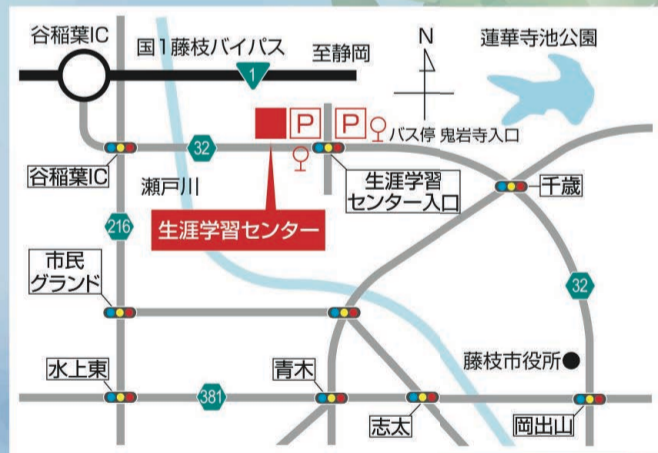 谷稲葉IC
国1藤枝バイパス
1
至静岡
N
蓮華寺池公園
P
P
バス停 鬼岩寺入口
32
谷稲葉IC
瀬戸川
生涯学習
センター入口
千歳
216
生涯学習センター
市民
グランド
32
藤枝市役所
水上東
381
青木
志太
岡出山